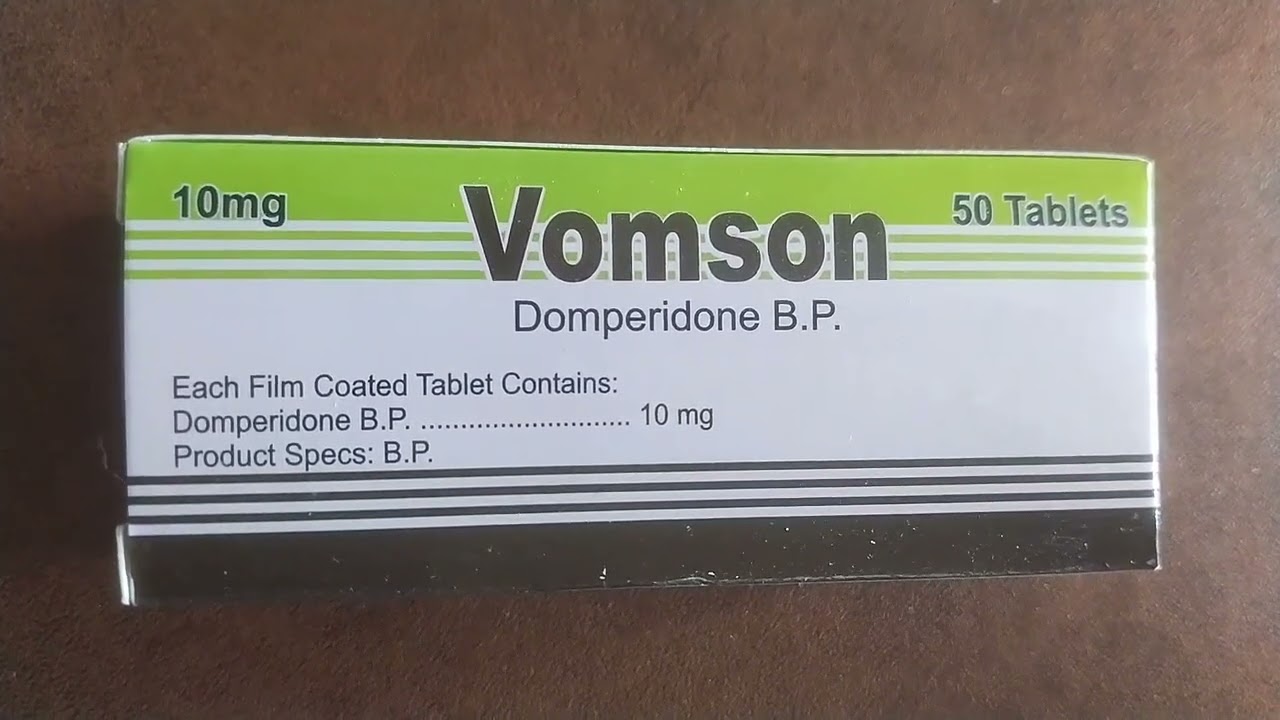 10mg
Vomson
50 Tablets
Domperidone B.P.
Each Film Coated Tablet Contains:
Domperidone B.P. ........................... 10 mg
Product Specs: B.P.